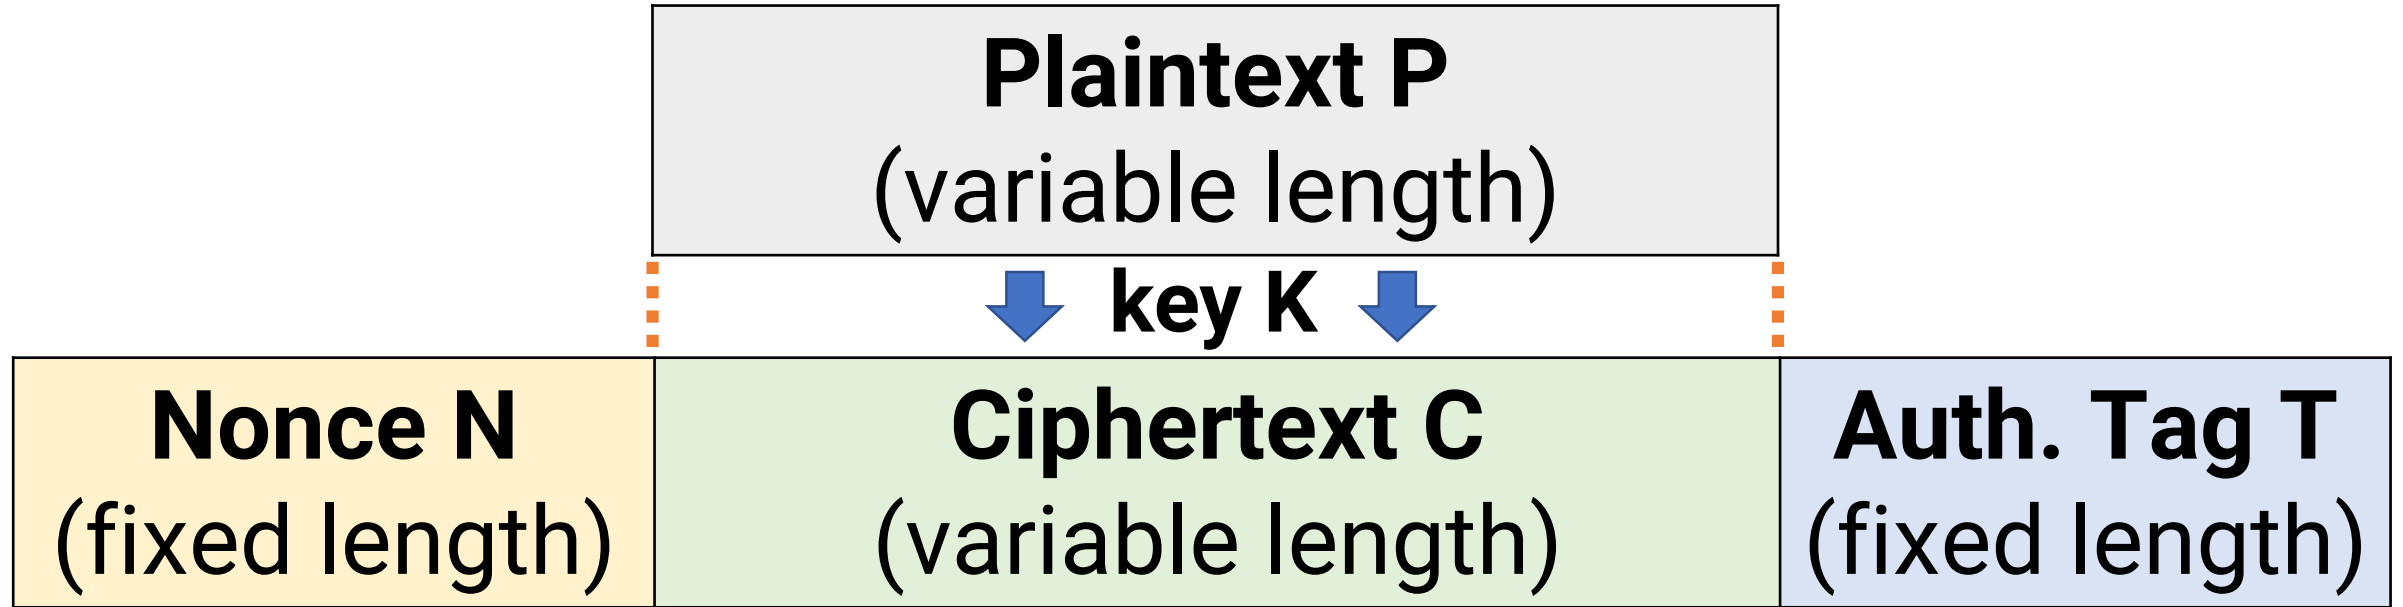 Plaintext P
(variable length)
key K
Nonce N
(fixed length)
Ciphertext C
(variable length)
Auth. Tag T
(fixed length)